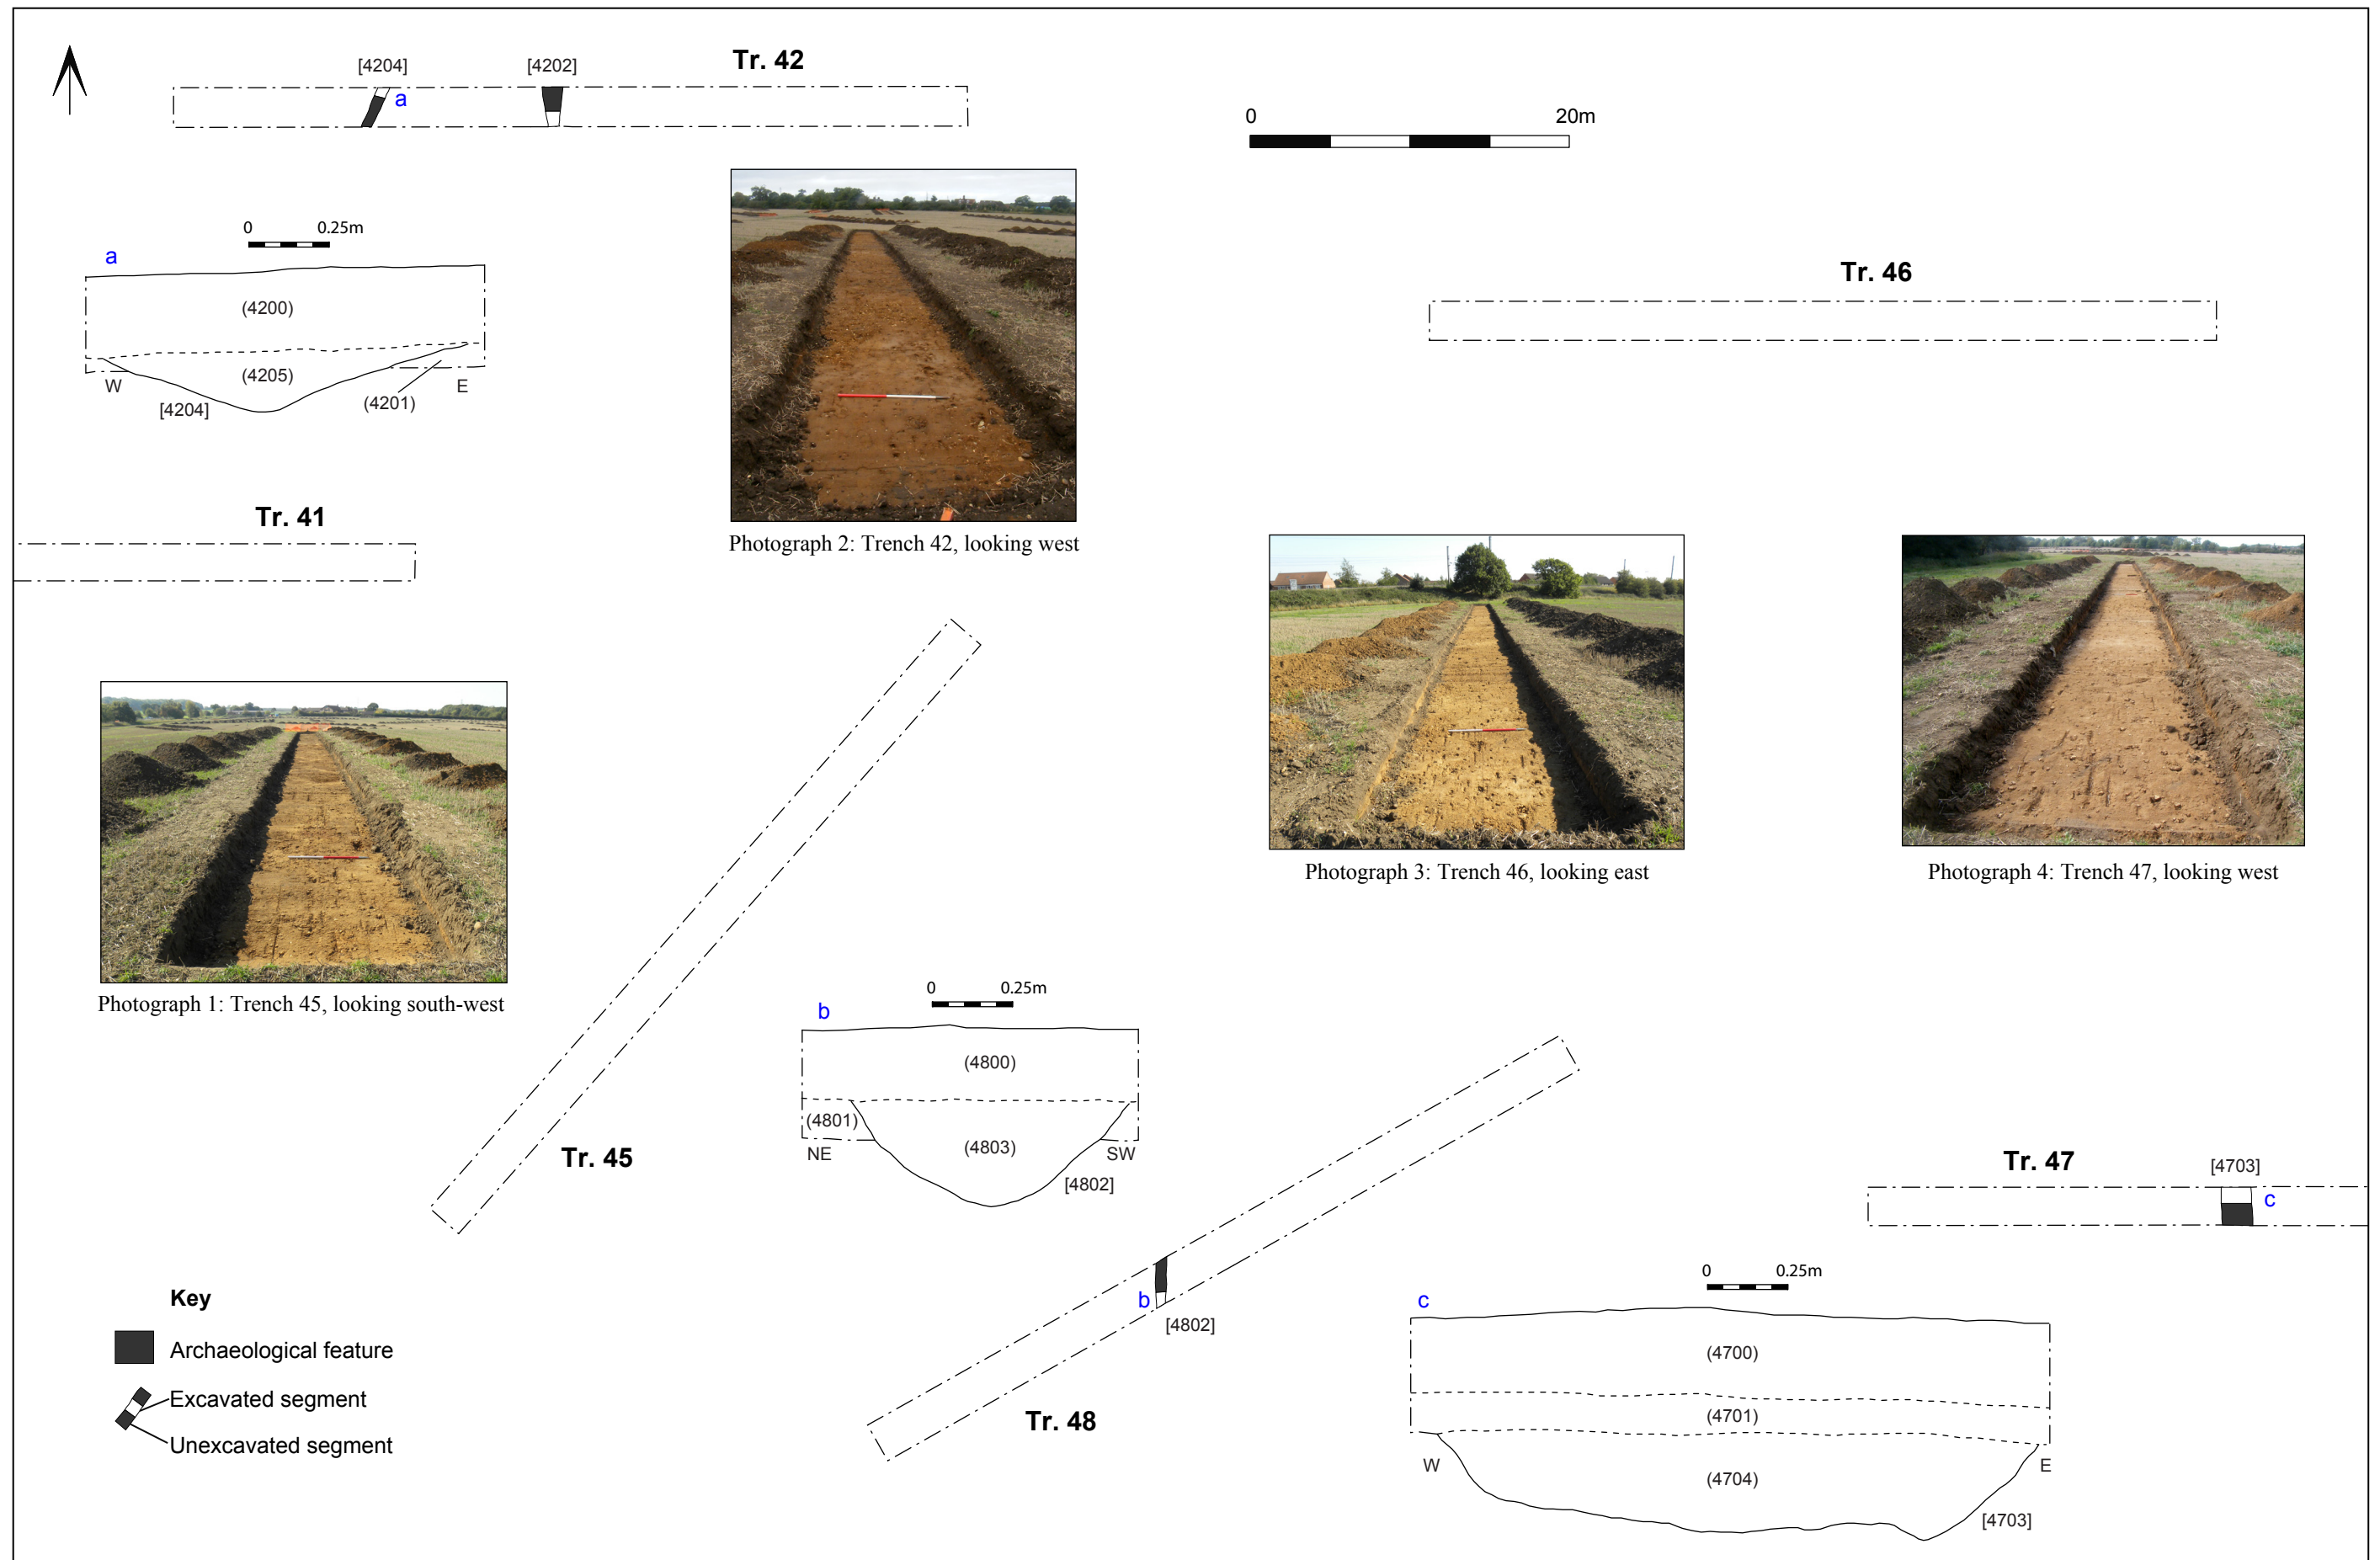 [4204]
[4202]
Tr. 42
a
0
20m
0
0.25m
a
(4200)
(4205)
W
E
[4204]
(4201)
Tr. 46
Photograph 2: Trench 42, looking west
Tr. 41
Photograph 3: Trench 46, looking east
Photograph 4: Trench 47, looking west
Photograph 1: Trench 45, looking south-west
0
0.25m
b
(4800)
(4801)
(4803)
NE
SW
[4802]
Tr. 45
Tr. 47
[4703]
c
b
[4802]
Tr. 48
0
0.25m
c
(4700)
(4701)
W
E
(4704)
[4703]
Key
Archaeological feature
Excavated segment
Unexcavated segment